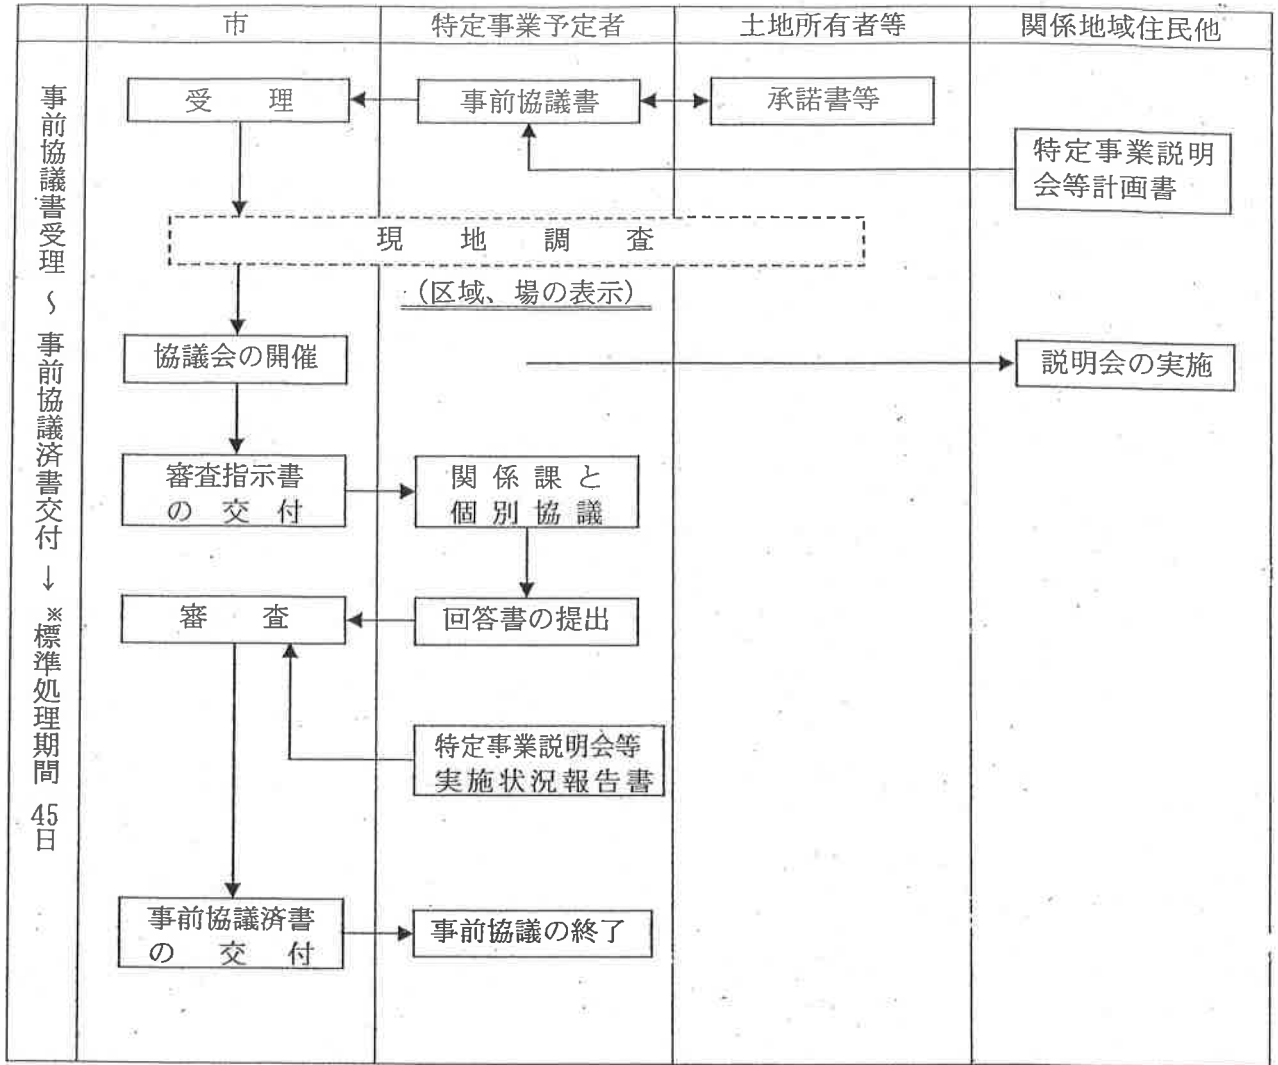 市 特定事業予定者 土地所有者等 関係地域住民他
事前協議書受理 ~ 事前協議済書交付 → ※標準処理期間 45日
受理 事前協議書 承諾書等
特定事業説明
会等計画書
現地調査
(区域、場の表示)
協議会の開催 説明会の実施
審査指示書
の交付
関係課と
個別協議
審査 回答書の提出
特定事業説明会等
実施状況報告書
事前協議済書
の交付
事前協議の終了